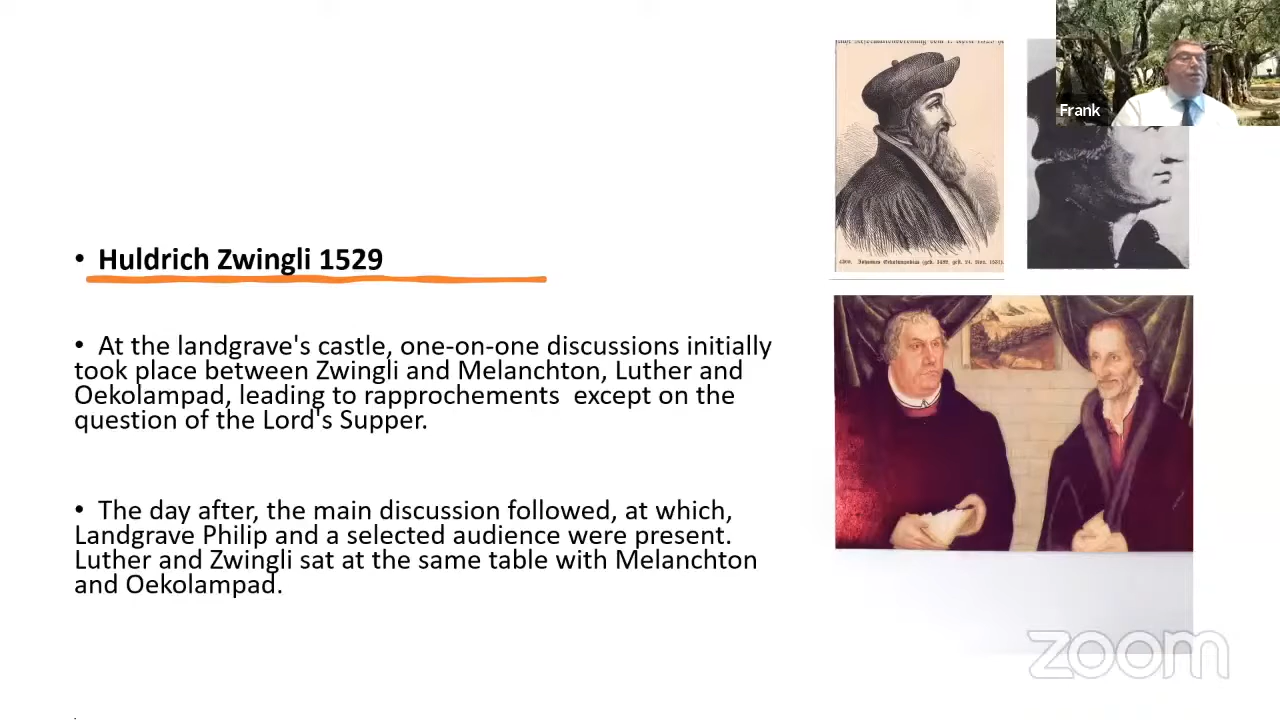 Frank
• Huldrich Zwingli 1529
• At the landgrave's castle, one-on-one discussions initially
took place between Zwingli and Melanchton, Luther and
Oekolampad, leading to rapprochements except on the
question of the Lord's Supper.
• The day after, the main discussion followed, at which,
Landgrave Philip and a selected audience were present.
Luther and Zwingli sat at the same table with Melanchton
and Oekolampad.
zoom